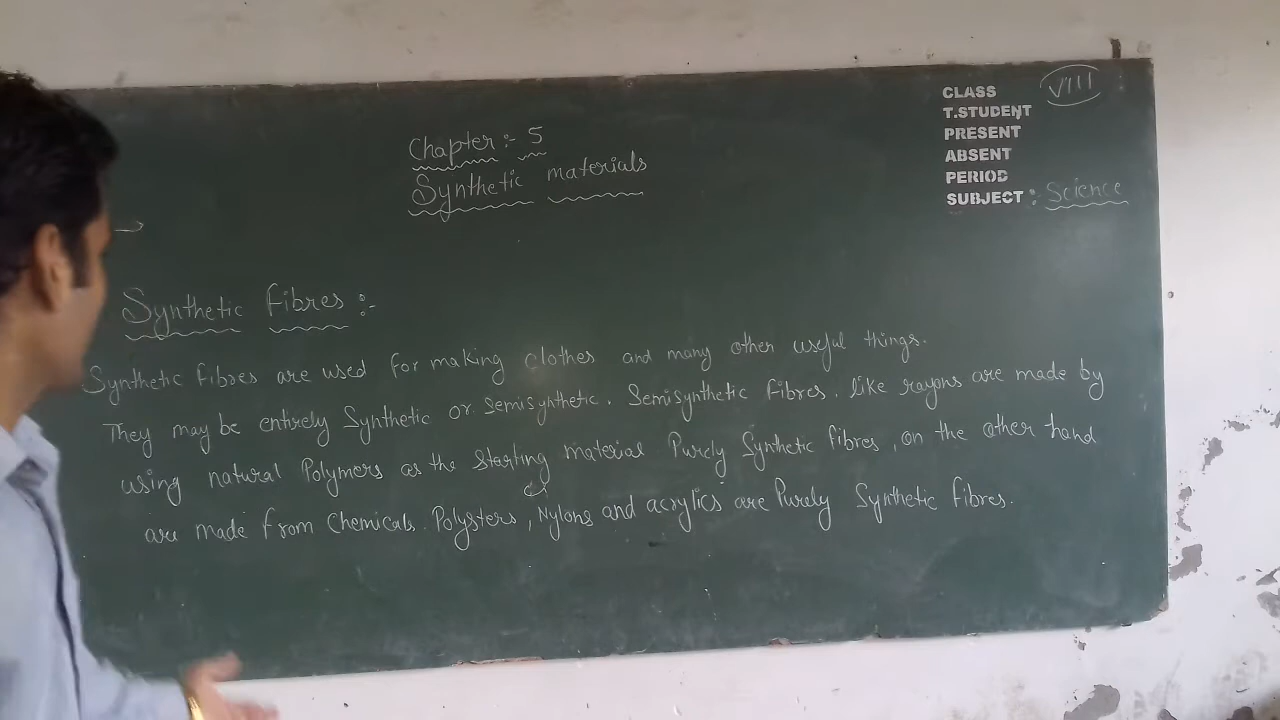 CLASS VIII
T.STUDENT
PRESENT
ABSENT
PERIOD
SUBJECT : Science
Chapter :- 5
Synthetic materials
Synthetic fibres :-
Synthetic fibres are used for making clothes and many other useful things.
They may be entirely Synthetic or semisynthetic. Semisynthetic fibres. like rayons are made by
using natural Polymers as the starting material Purely Synthetic fibres, on the other hand
are made from Chemicals. Polysters, Nylons and acrylics are Purely Synthetic Fibres.